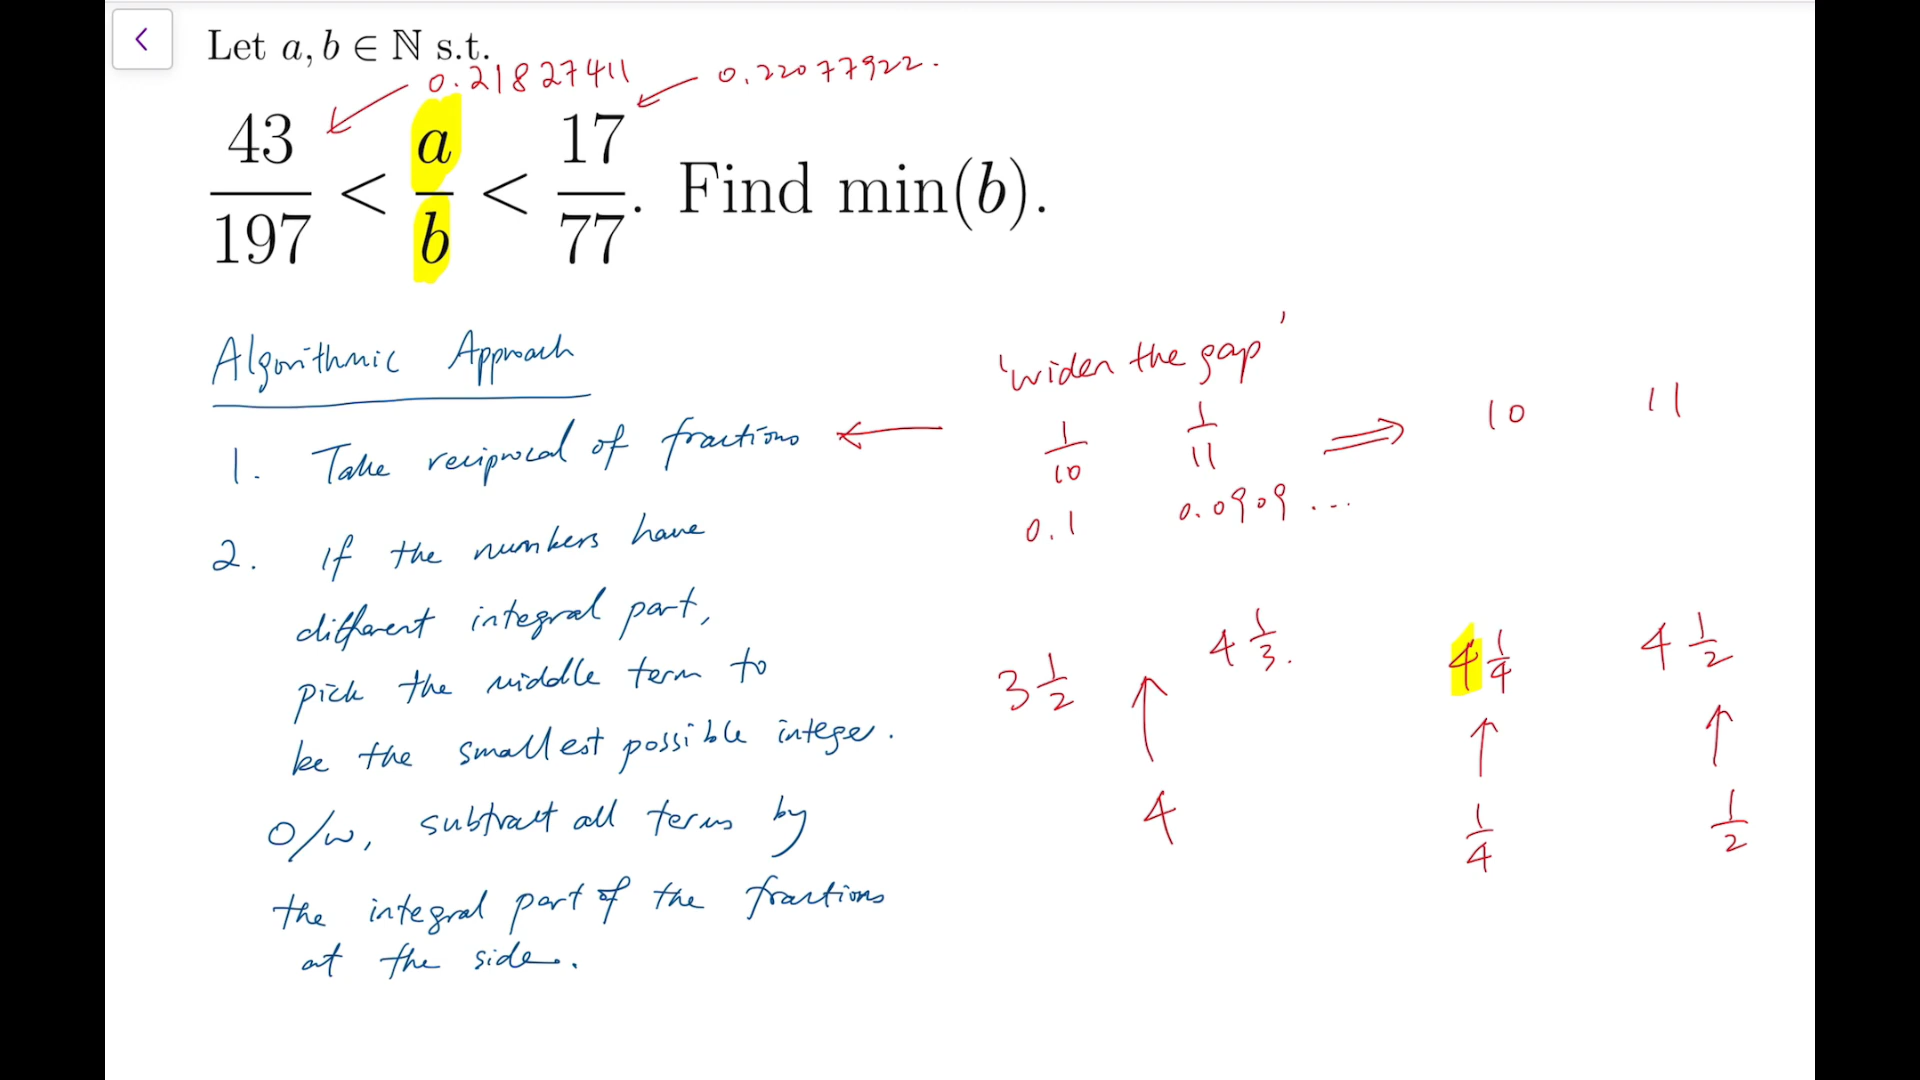 Let a, b ∈ ℕ s.t.
0.21827411 0.22077922.
43/197 < a/b < 17/77. Find min(b).
Algorithmic Approach
'widen the gap'
1. Take reciprocal of fractions
1/10 1/11 ⇒ 10 11
0.1 0.0909...
2. If the numbers have
different integral part,
pick the middle term to
be the smallest possible integer.
O/w, subtract all terms by
the integral part of the fractions
at the side.
3 1/2 4 1/3. 4 1/4 4 1/2
4 1/4 1/2